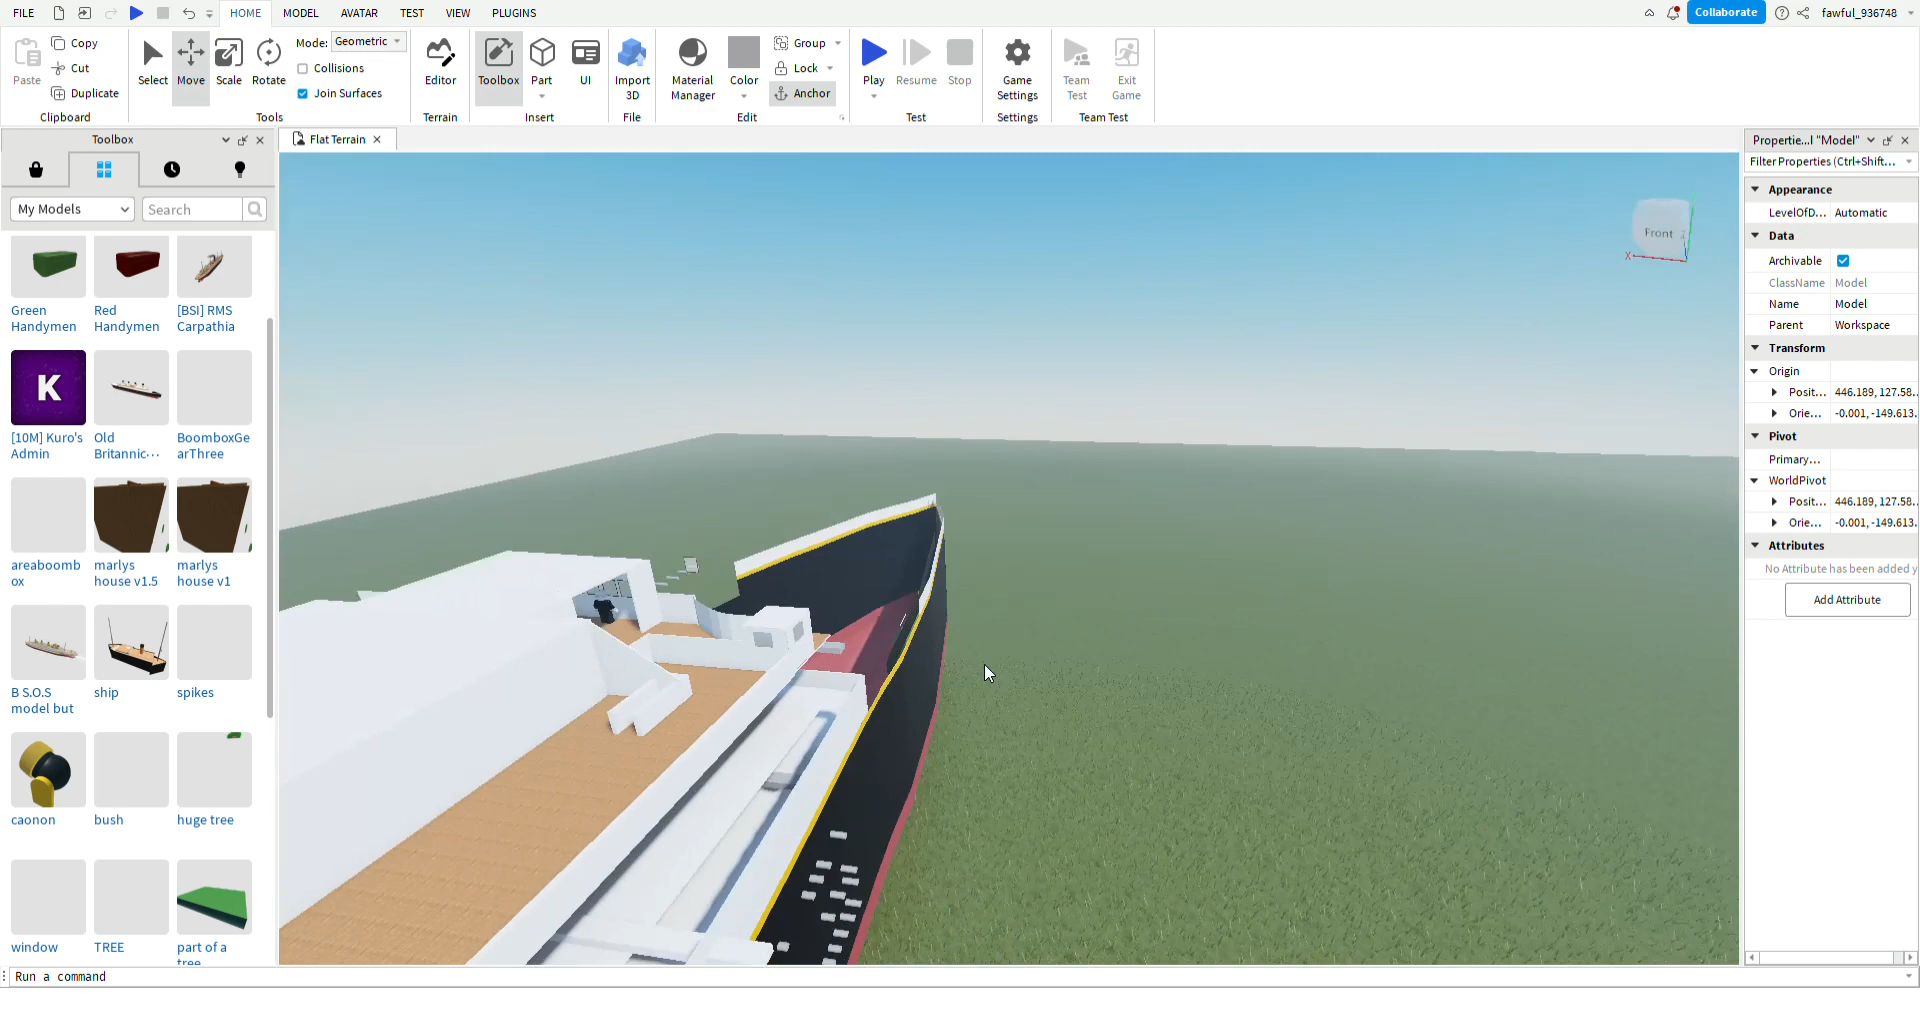 FILE HOME MODEL AVATAR TEST VIEW PLUGINS Collaborate fawful_936748
Paste Copy Cut Duplicate Clipboard
Select Move Scale Rotate Mode: Geometric Collisions Join Surfaces Tools
Editor Terrain
Toolbox Part UI Insert
Import 3D File
Material Manager Color Group Lock Anchor Edit
Play Resume Stop Test
Game Settings Settings
Team Test Exit Game Team Test
Toolbox
My Models Search
Green Handymen
Red Handymen
[BSI] RMS Carpathia
K
[10M] Kuro's Admin
Old Britannic...
BoomboxGearThree
areaboombox
marlys house v1.5
marlys house v1
B S.O.S model but
ship
spikes
caonon
bush
huge tree
window
TREE
part of a tree
Flat Terrain
Front
X
Z
Propertie...l "Model"
Filter Properties (Ctrl+Shift...
Appearance
LevelOfD... Automatic
Data
Archivable
ClassName Model
Name Model
Parent Workspace
Transform
Origin
Posit... 446.189, 127.58..
Orie... -0.001, -149.613.
Pivot
Primary...
WorldPivot
Posit... 446.189, 127.58..
Orie... -0.001, -149.613.
Attributes
No Attribute has been added y
Add Attribute
Run a command